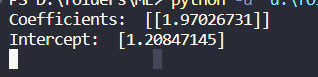 Coefficients:  [[1.97026731]]
Intercept:  [1.20847145]